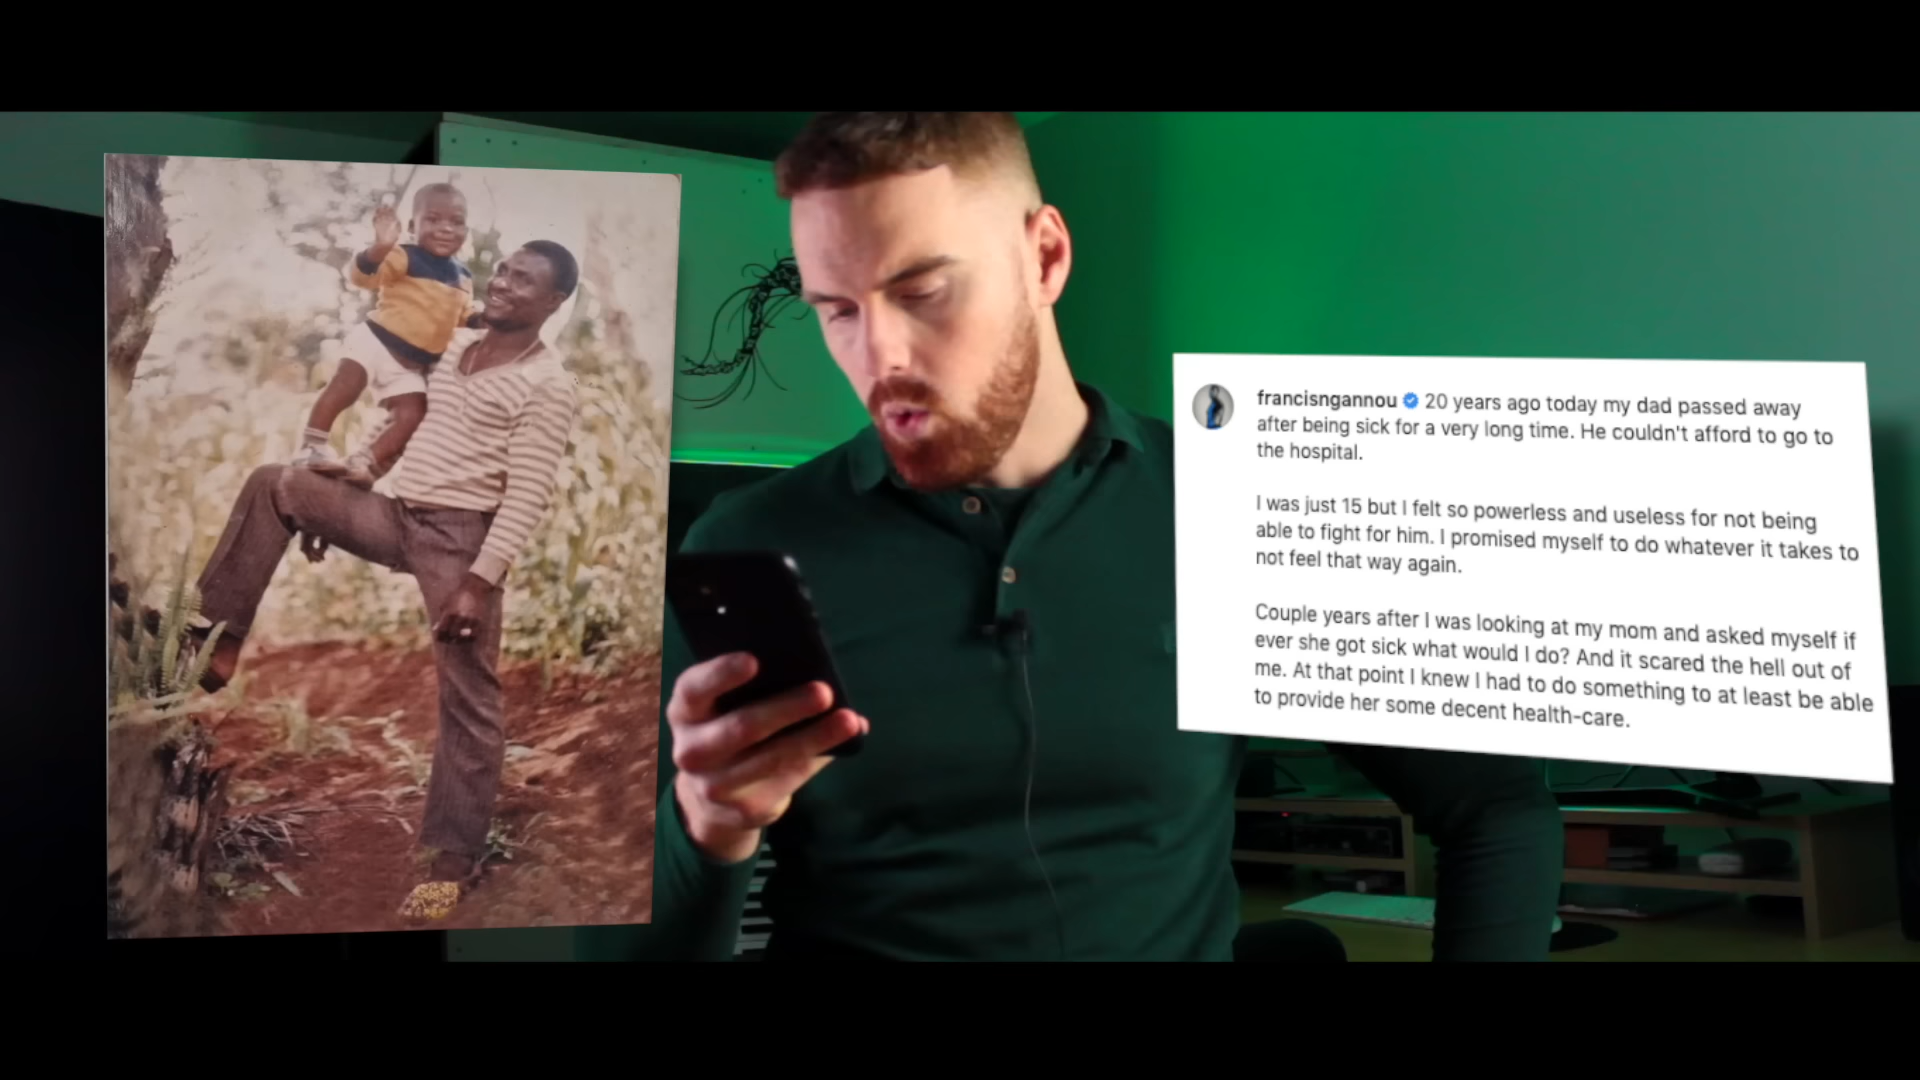 francisngannou 20 years ago today my dad passed away
after being sick for a very long time. He couldn't afford to go to
the hospital.
I was just 15 but I felt so powerless and useless for not being
able to fight for him. I promised myself to do whatever it takes to
not feel that way again.
Couple years after I was looking at my mom and asked myself if
ever she got sick what would I do? And it scared the hell out of
me. At that point I knew I had to do something to at least be able
to provide her some decent health-care.